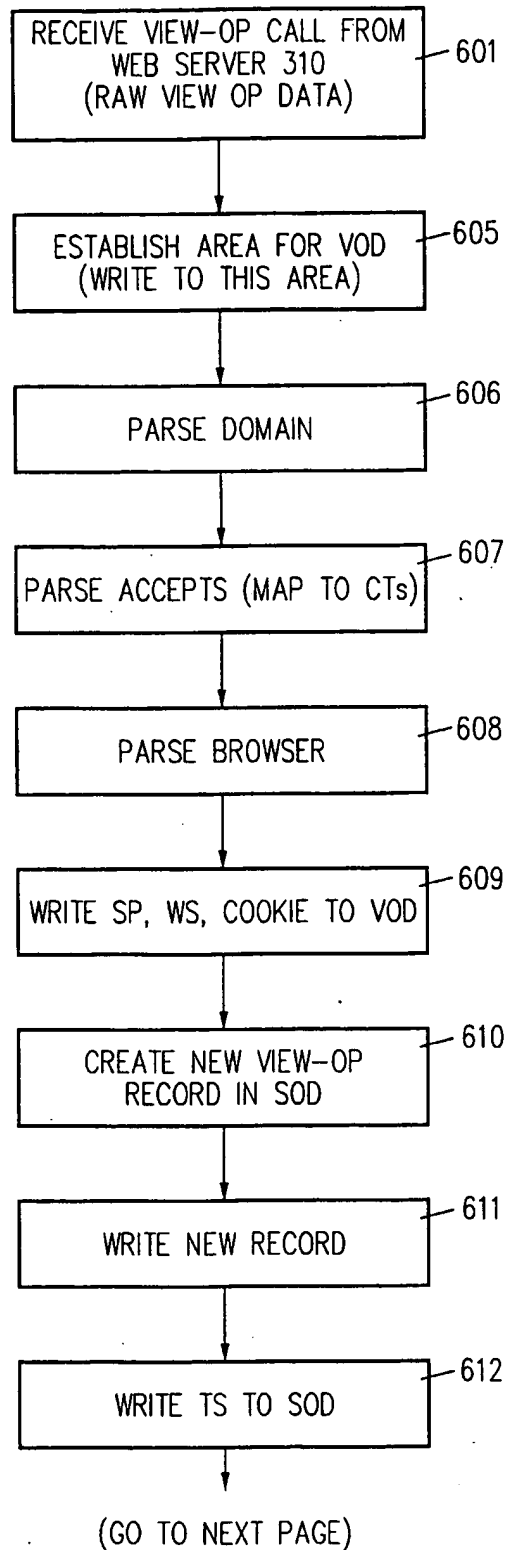 RECEIVE VIEW-OP CALL FROM
WEB SERVER 310
(RAW VIEW OP DATA)
601
ESTABLISH AREA FOR VOD
(WRITE TO THIS AREA)
605
PARSE DOMAIN
606
PARSE ACCEPTS (MAP TO CTs)
607
PARSE BROWSER
608
WRITE SP, WS, COOKIE TO VOD
609
CREATE NEW VIEW-OP
RECORD IN SOD
610
WRITE NEW RECORD
611
WRITE TS TO SOD
612
(GO TO NEXT PAGE)